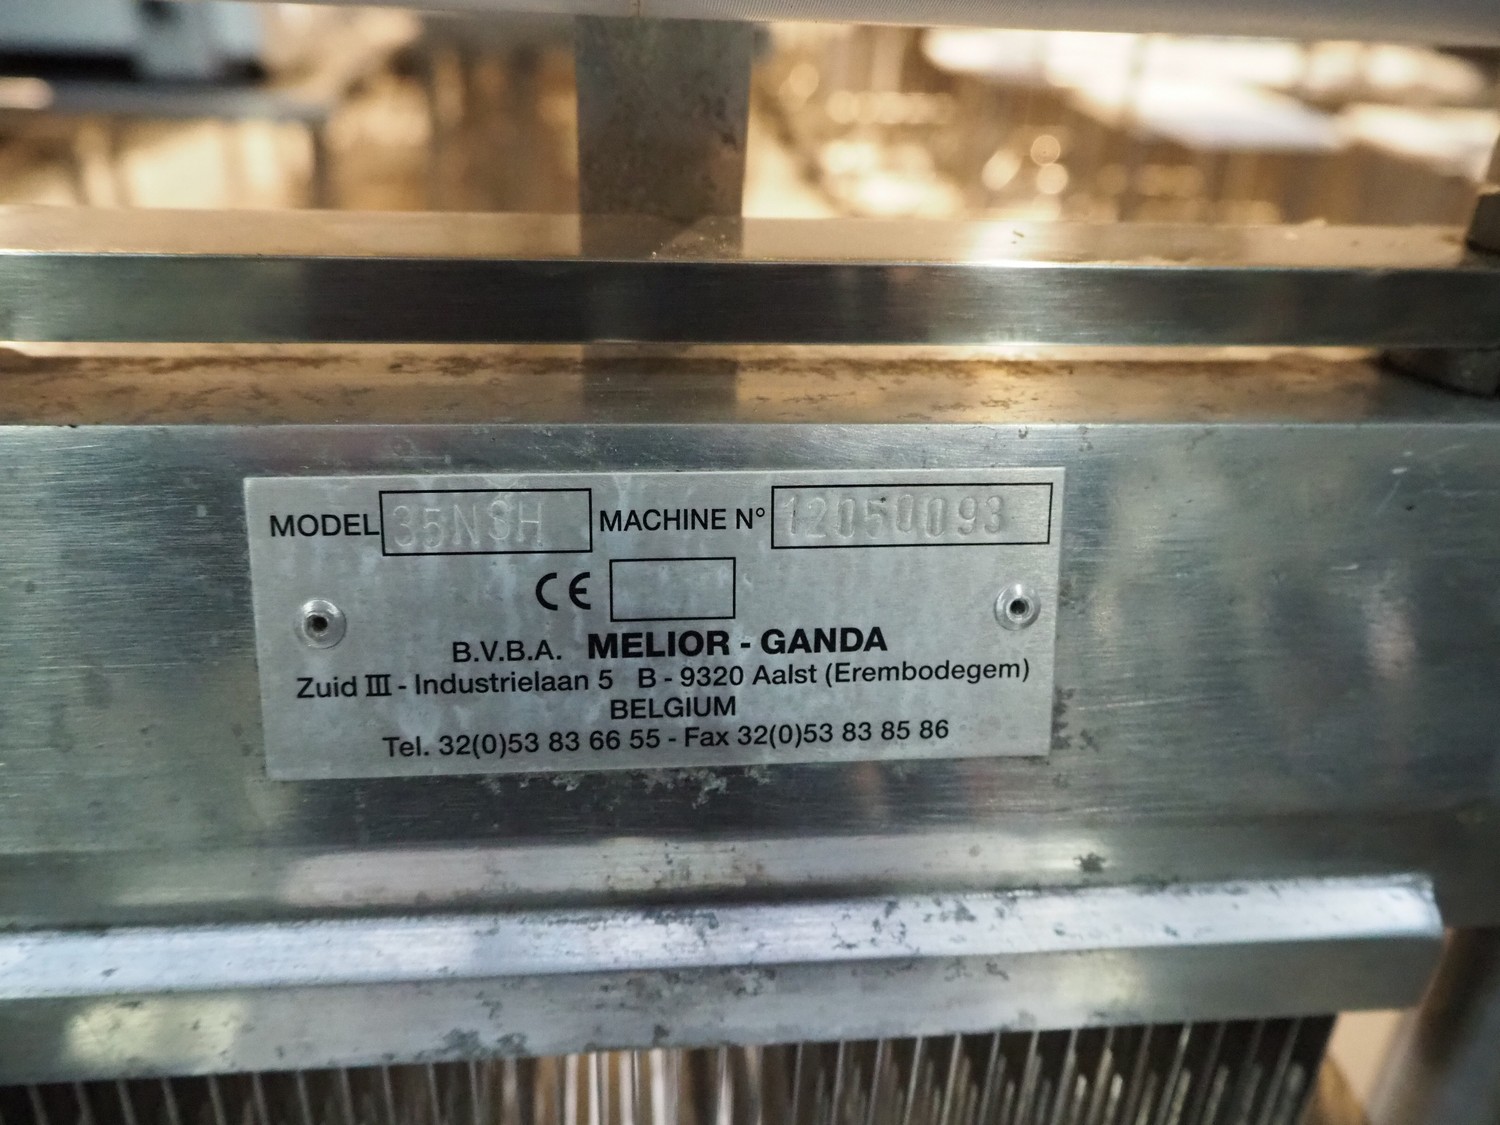 MODEL 35N3H MACHINE N° 12050093
CE
B.V.B.A. MELIOR - GANDA
Zuid III - Industrielaan 5 B - 9320 Aalst (Erembodegem)
BELGIUM
Tel. 32(0)53 83 66 55 - Fax 32(0)53 83 85 86